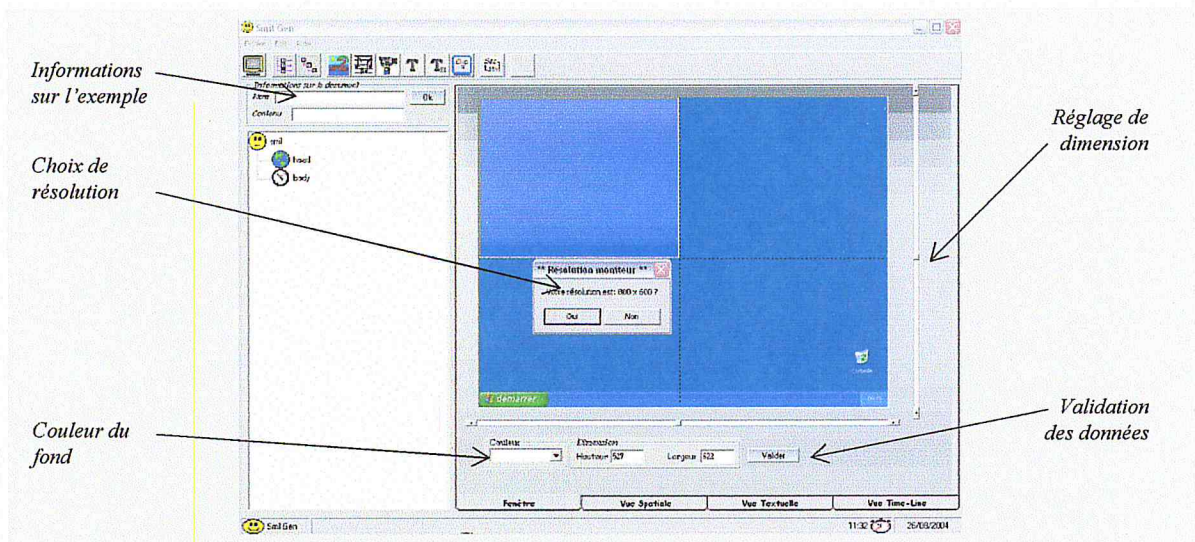 Smil Gen
Informations
sur l'exemple
Informations sur le document
Nom
Ok
Contenu
smil
head
body
Choix de
résolution
Réglage de
dimension
** Résolution moniteur **
Votre résolution est: 800 x 600 ?
Oui
Non
démarrer
Couleur du
fond
Couleur
Dimension
Hauteur
Largeur
Valider
Validation
des données
Fenêtre
Vue Spatiale
Vue Textuelle
Vue Time-Line
Smil Gen
11:32
26/08/2004